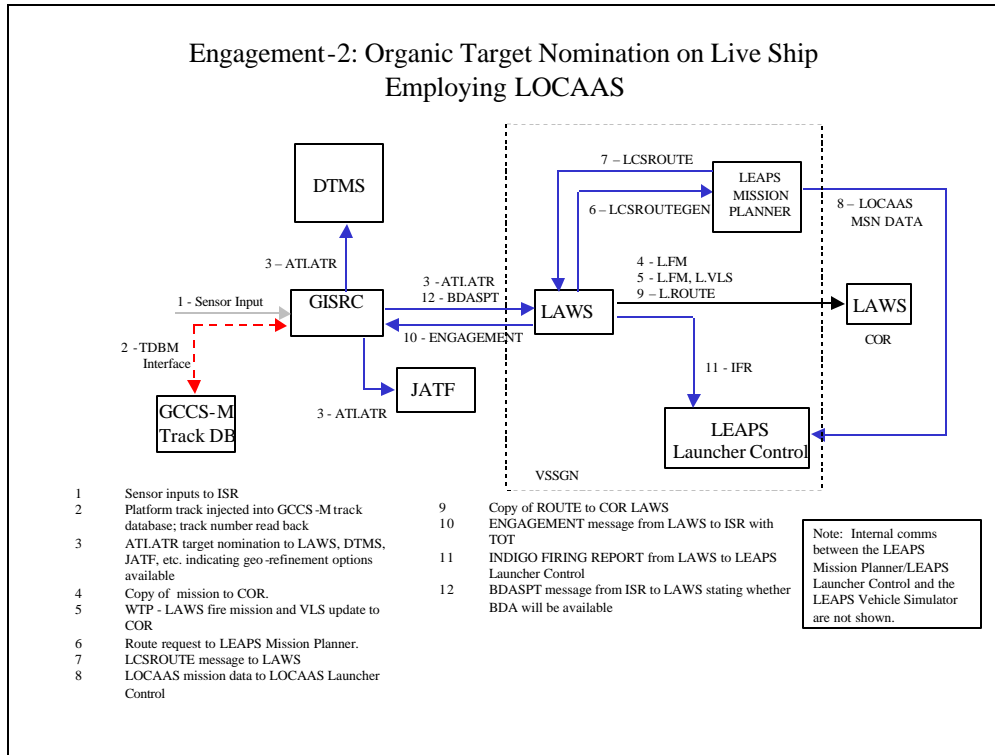 Engagement-2: Organic Target Nomination on Live Ship
Employing LOCAAS
7 – LCSROUTE
LEAPS
MISSION
PLANNER
DTMS
6 – LCSROUTEGEN
8 – LOCAAS
MSN DATA
3 – ATI.ATR
4 - L.FM
5 - L.FM, L.VLS
9 – L.ROUTE
3 - ATI.ATR
12 - BDASPT
1 - Sensor Input
GISRC
LAWS
LAWS
COR
10 - ENGAGEMENT
2 - TDBM
Interface
11 - IFR
JATF
3 - ATI.ATR
GCCS-M
Track DB
LEAPS
Launcher Control
VSSGN
1 Sensor inputs to ISR
2 Platform track injected into GCCS-M track
database; track number read back
3 ATI.ATR target nomination to LAWS, DTMS,
JATF, etc. indicating geo-refinement options
available
4 Copy of mission to COR.
5 WTP - LAWS fire mission and VLS update to
COR
6 Route request to LEAPS Mission Planner.
7 LCSROUTE message to LAWS
8 LOCAAS mission data to LOCAAS Launcher
Control
9 Copy of ROUTE to COR LAWS
10 ENGAGEMENT message from LAWS to ISR with
TOT
11 INDIGO FIRING REPORT from LAWS to LEAPS
Launcher Control
12 BDASPT message from ISR to LAWS stating whether
BDA will be available
Note: Internal comms
between the LEAPS
Mission Planner/LEAPS
Launcher Control and the
LEAPS Vehicle Simulator
are not shown.